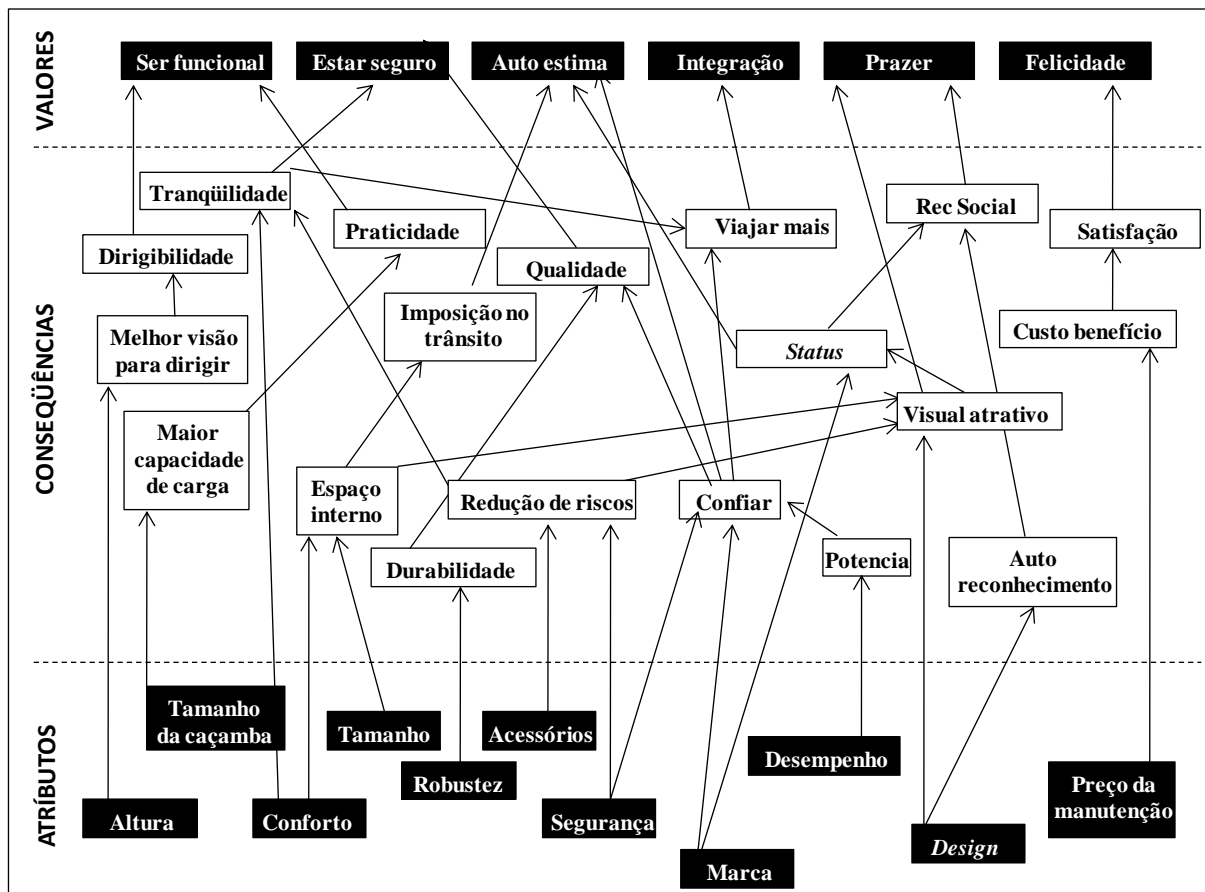 VALORES
Ser funcional
Estar seguro
Auto estima
Integração
Prazer
Felicidade
CONSEQÜÊNCIAS
Tranqüilidade
Praticidade
Viajar mais
Rec Social
Satisfação
Dirigibilidade
Qualidade
Melhor visão
para dirigir
Imposição no
trânsito
Status
Custo benefício
Maior
capacidade
de carga
Visual atrativo
Espaço
interno
Redução de riscos
Confiar
Durabilidade
Potencia
Auto
reconhecimento
ATRÍBUTOS
Tamanho
da caçamba
Tamanho
Acessórios
Desempenho
Robustez
Preço da
manutenção
Altura
Conforto
Segurança
Marca
Design